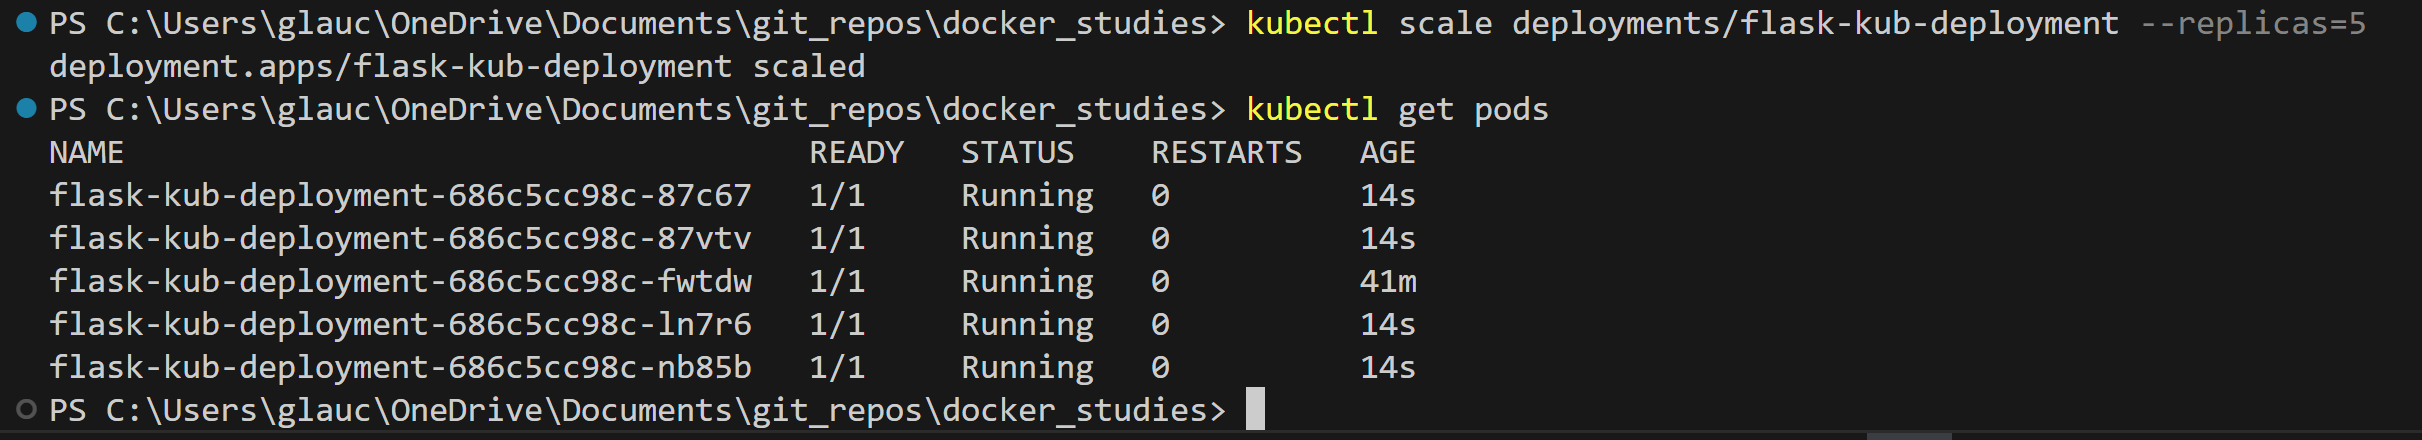 PS C:\Users\glauc\OneDrive\Documents\git_repos\docker_studies> kubectl scale deployments/flask-kub-deployment --replicas=5
deployment.apps/flask-kub-deployment scaled
PS C:\Users\glauc\OneDrive\Documents\git_repos\docker_studies> kubectl get pods
NAME                                    READY   STATUS    RESTARTS   AGE
flask-kub-deployment-686c5cc98c-87c67   1/1     Running   0          14s
flask-kub-deployment-686c5cc98c-87vtv   1/1     Running   0          14s
flask-kub-deployment-686c5cc98c-fwtdw   1/1     Running   0          41m
flask-kub-deployment-686c5cc98c-ln7r6   1/1     Running   0          14s
flask-kub-deployment-686c5cc98c-nb85b   1/1     Running   0          14s
PS C:\Users\glauc\OneDrive\Documents\git_repos\docker_studies>